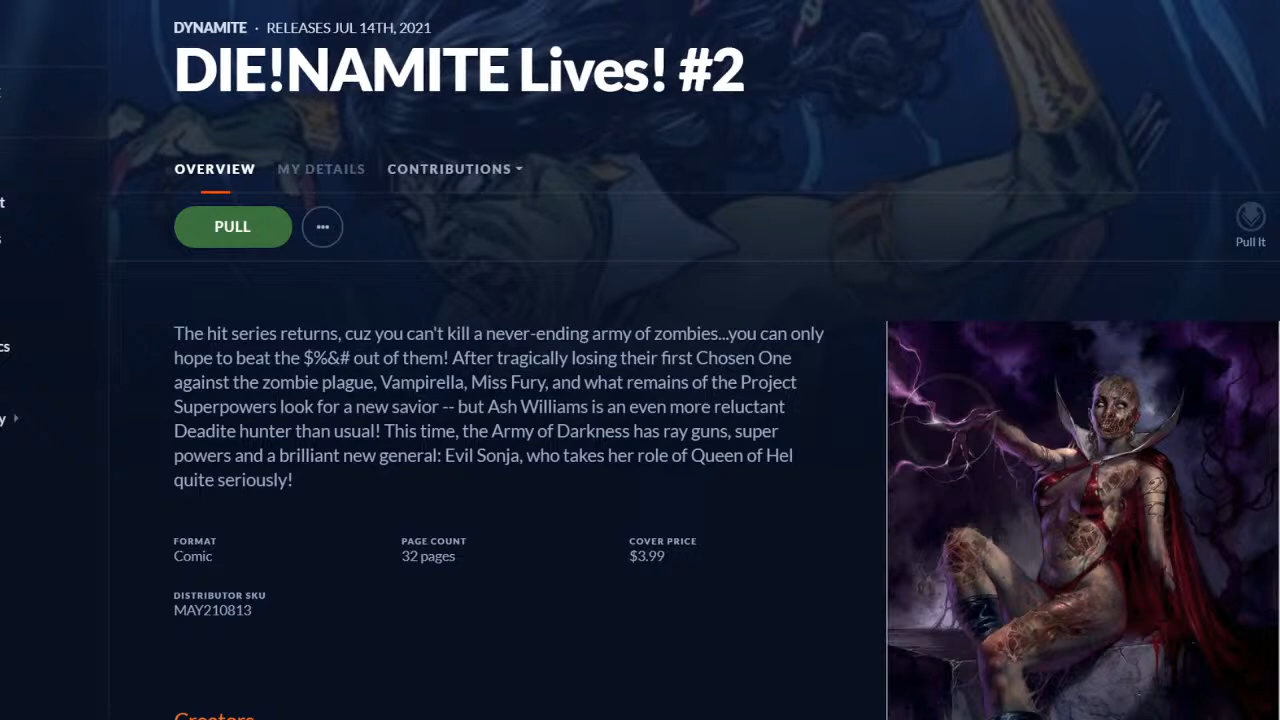 DYNAMITE · RELEASES JUL 14TH, 2021
DIE!NAMITE Lives! #2
OVERVIEW MY DETAILS CONTRIBUTIONS
PULL ...
Pull It
t
s
cs
y
The hit series returns, cuz you can't kill a never-ending army of zombies...you can only
hope to beat the $%&# out of them! After tragically losing their first Chosen One
against the zombie plague, Vampirella, Miss Fury, and what remains of the Project
Superpowers look for a new savior -- but Ash Williams is an even more reluctant
Deadite hunter than usual! This time, the Army of Darkness has ray guns, super
powers and a brilliant new general: Evil Sonja, who takes her role of Queen of Hel
quite seriously!
FORMAT PAGE COUNT COVER PRICE
Comic 32 pages $3.99
DISTRIBUTOR SKU
MAY210813
Creators